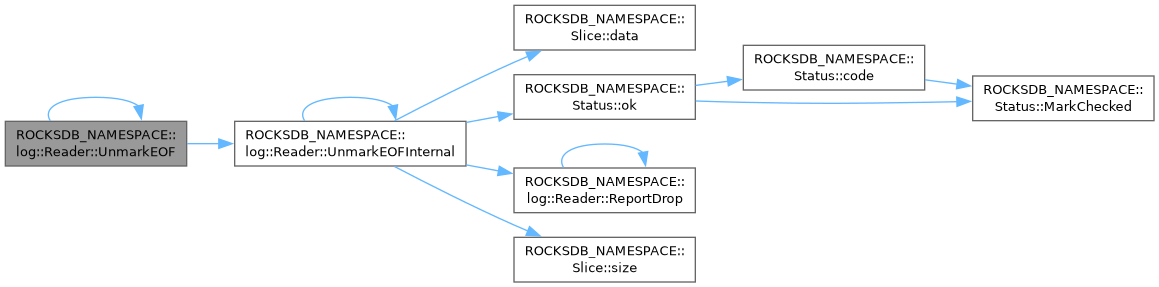 ROCKSDB_NAMESPACE::
log::Reader::UnmarkEOF
ROCKSDB_NAMESPACE::
log::Reader::UnmarkEOFInternal
ROCKSDB_NAMESPACE::
Slice::data
ROCKSDB_NAMESPACE::
Status::ok
ROCKSDB_NAMESPACE::
Status::code
ROCKSDB_NAMESPACE::
Status::MarkChecked
ROCKSDB_NAMESPACE::
log::Reader::ReportDrop
ROCKSDB_NAMESPACE::
Slice::size